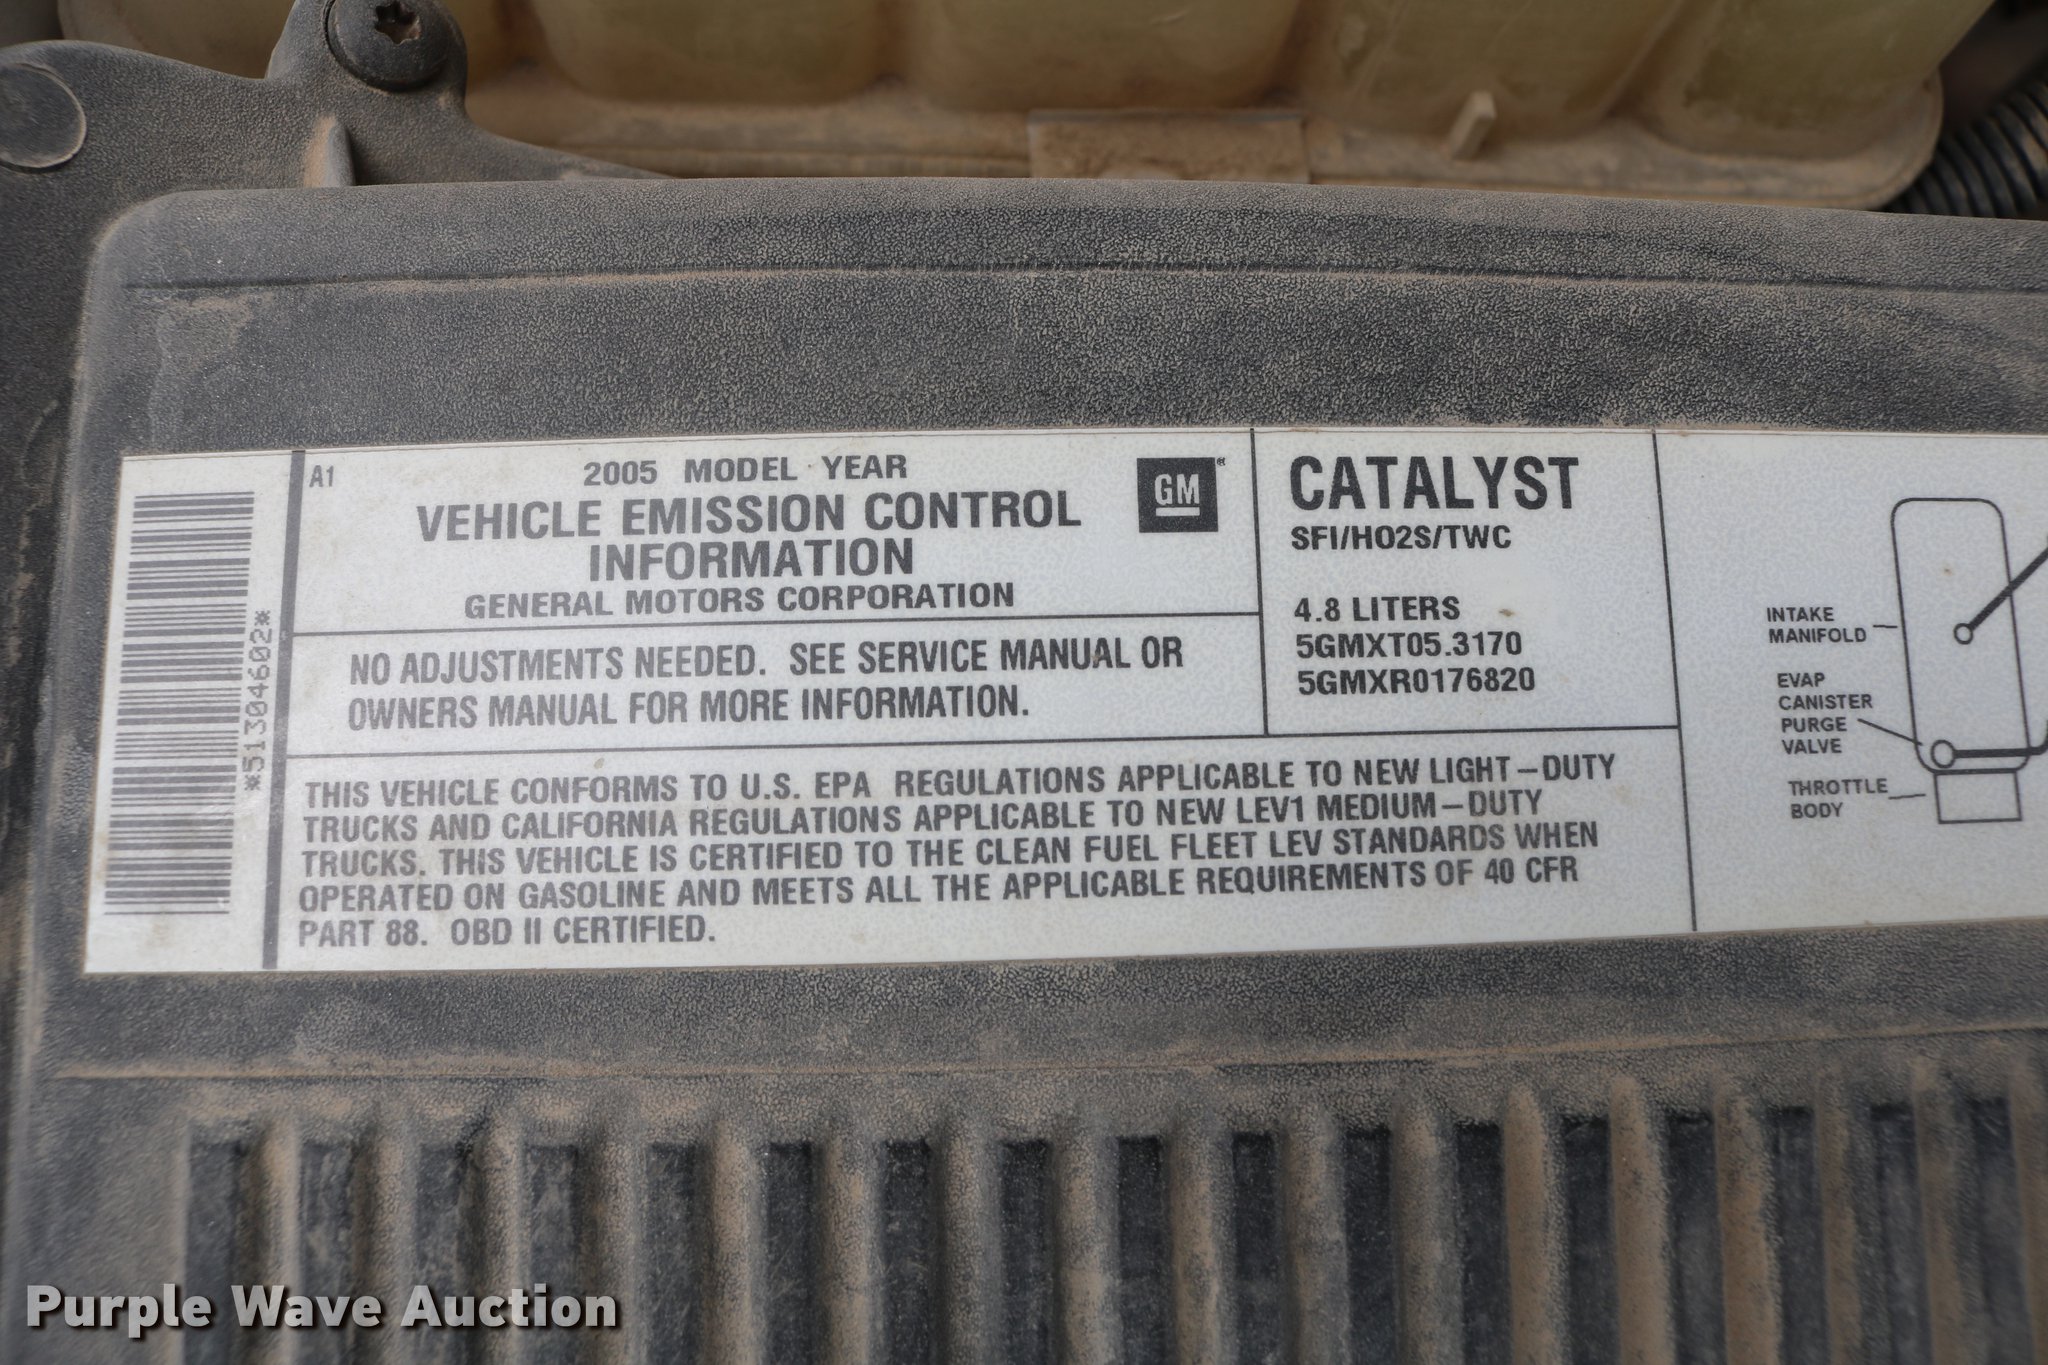 *51304602*
A1
2005 MODEL YEAR
VEHICLE EMISSION CONTROL
INFORMATION
GENERAL MOTORS CORPORATION
GM®
NO ADJUSTMENTS NEEDED. SEE SERVICE MANUAL OR
OWNERS MANUAL FOR MORE INFORMATION.
CATALYST
SFI/HO2S/TWC
4.8 LITERS
5GMXT05.3170
5GMXR0176820
THIS VEHICLE CONFORMS TO U.S. EPA REGULATIONS APPLICABLE TO NEW LIGHT-DUTY
TRUCKS AND CALIFORNIA REGULATIONS APPLICABLE TO NEW LEV1 MEDIUM-DUTY
TRUCKS. THIS VEHICLE IS CERTIFIED TO THE CLEAN FUEL FLEET LEV STANDARDS WHEN
OPERATED ON GASOLINE AND MEETS ALL THE APPLICABLE REQUIREMENTS OF 40 CFR
PART 88. OBD II CERTIFIED.
INTAKE
MANIFOLD
EVAP
CANISTER
PURGE
VALVE
THROTTLE
BODY
Purple Wave Auction